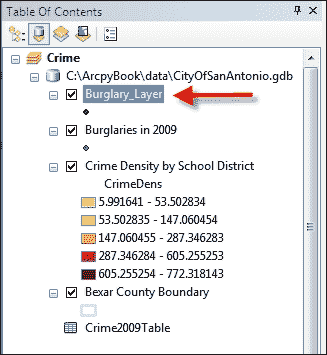 Table Of Contents
Crime
C:\ArcpyBook\data\CityOfSanAntonio.gdb
Burglary_Layer
Burglaries in 2009
Crime Density by School District
CrimeDens
5.991641 - 53.502834
53.502835 - 147.060454
147.060455 - 287.346283
287.346284 - 605.255253
605.255254 - 772.318143
Bexar County Boundary
Crime2009Table